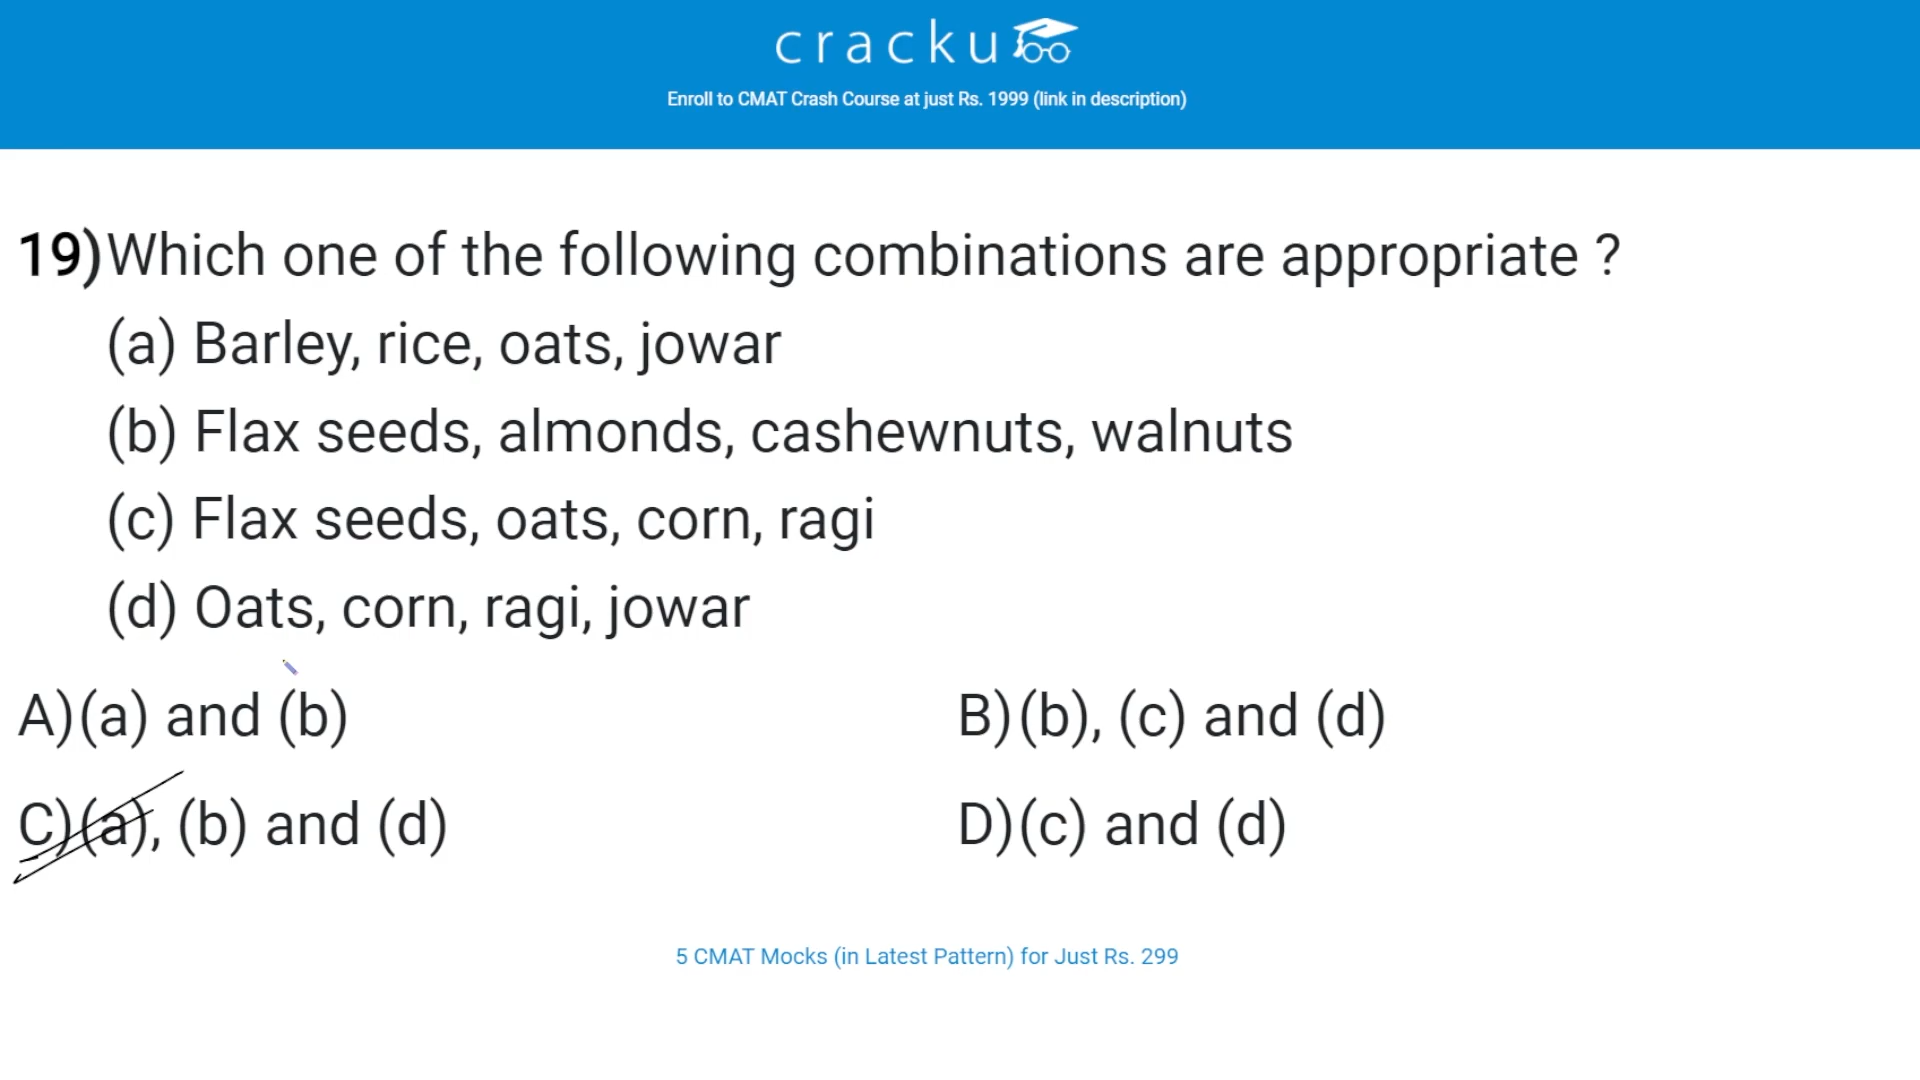 cracku
Enroll to CMAT Crash Course at just Rs. 1999 (link in description)
19)Which one of the following combinations are appropriate ?
(a) Barley, rice, oats, jowar
(b) Flax seeds, almonds, cashewnuts, walnuts
(c) Flax seeds, oats, corn, ragi
(d) Oats, corn, ragi, jowar
A)(a) and (b)
B)(b), (c) and (d)
C)(a), (b) and (d)
D)(c) and (d)
5 CMAT Mocks (in Latest Pattern) for Just Rs. 299